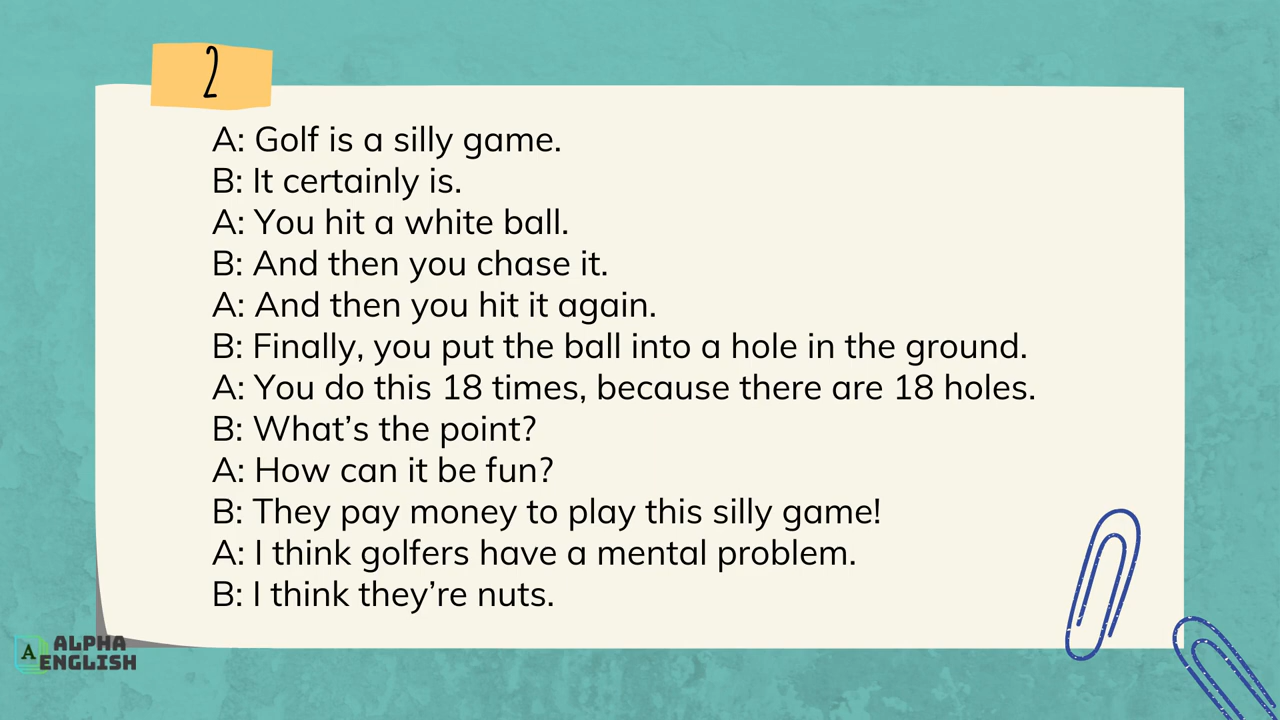 2
A: Golf is a silly game.
B: It certainly is.
A: You hit a white ball.
B: And then you chase it.
A: And then you hit it again.
B: Finally, you put the ball into a hole in the ground.
A: You do this 18 times, because there are 18 holes.
B: What’s the point?
A: How can it be fun?
B: They pay money to play this silly game!
A: I think golfers have a mental problem.
B: I think they’re nuts.
A ALPHA
ENGLISH